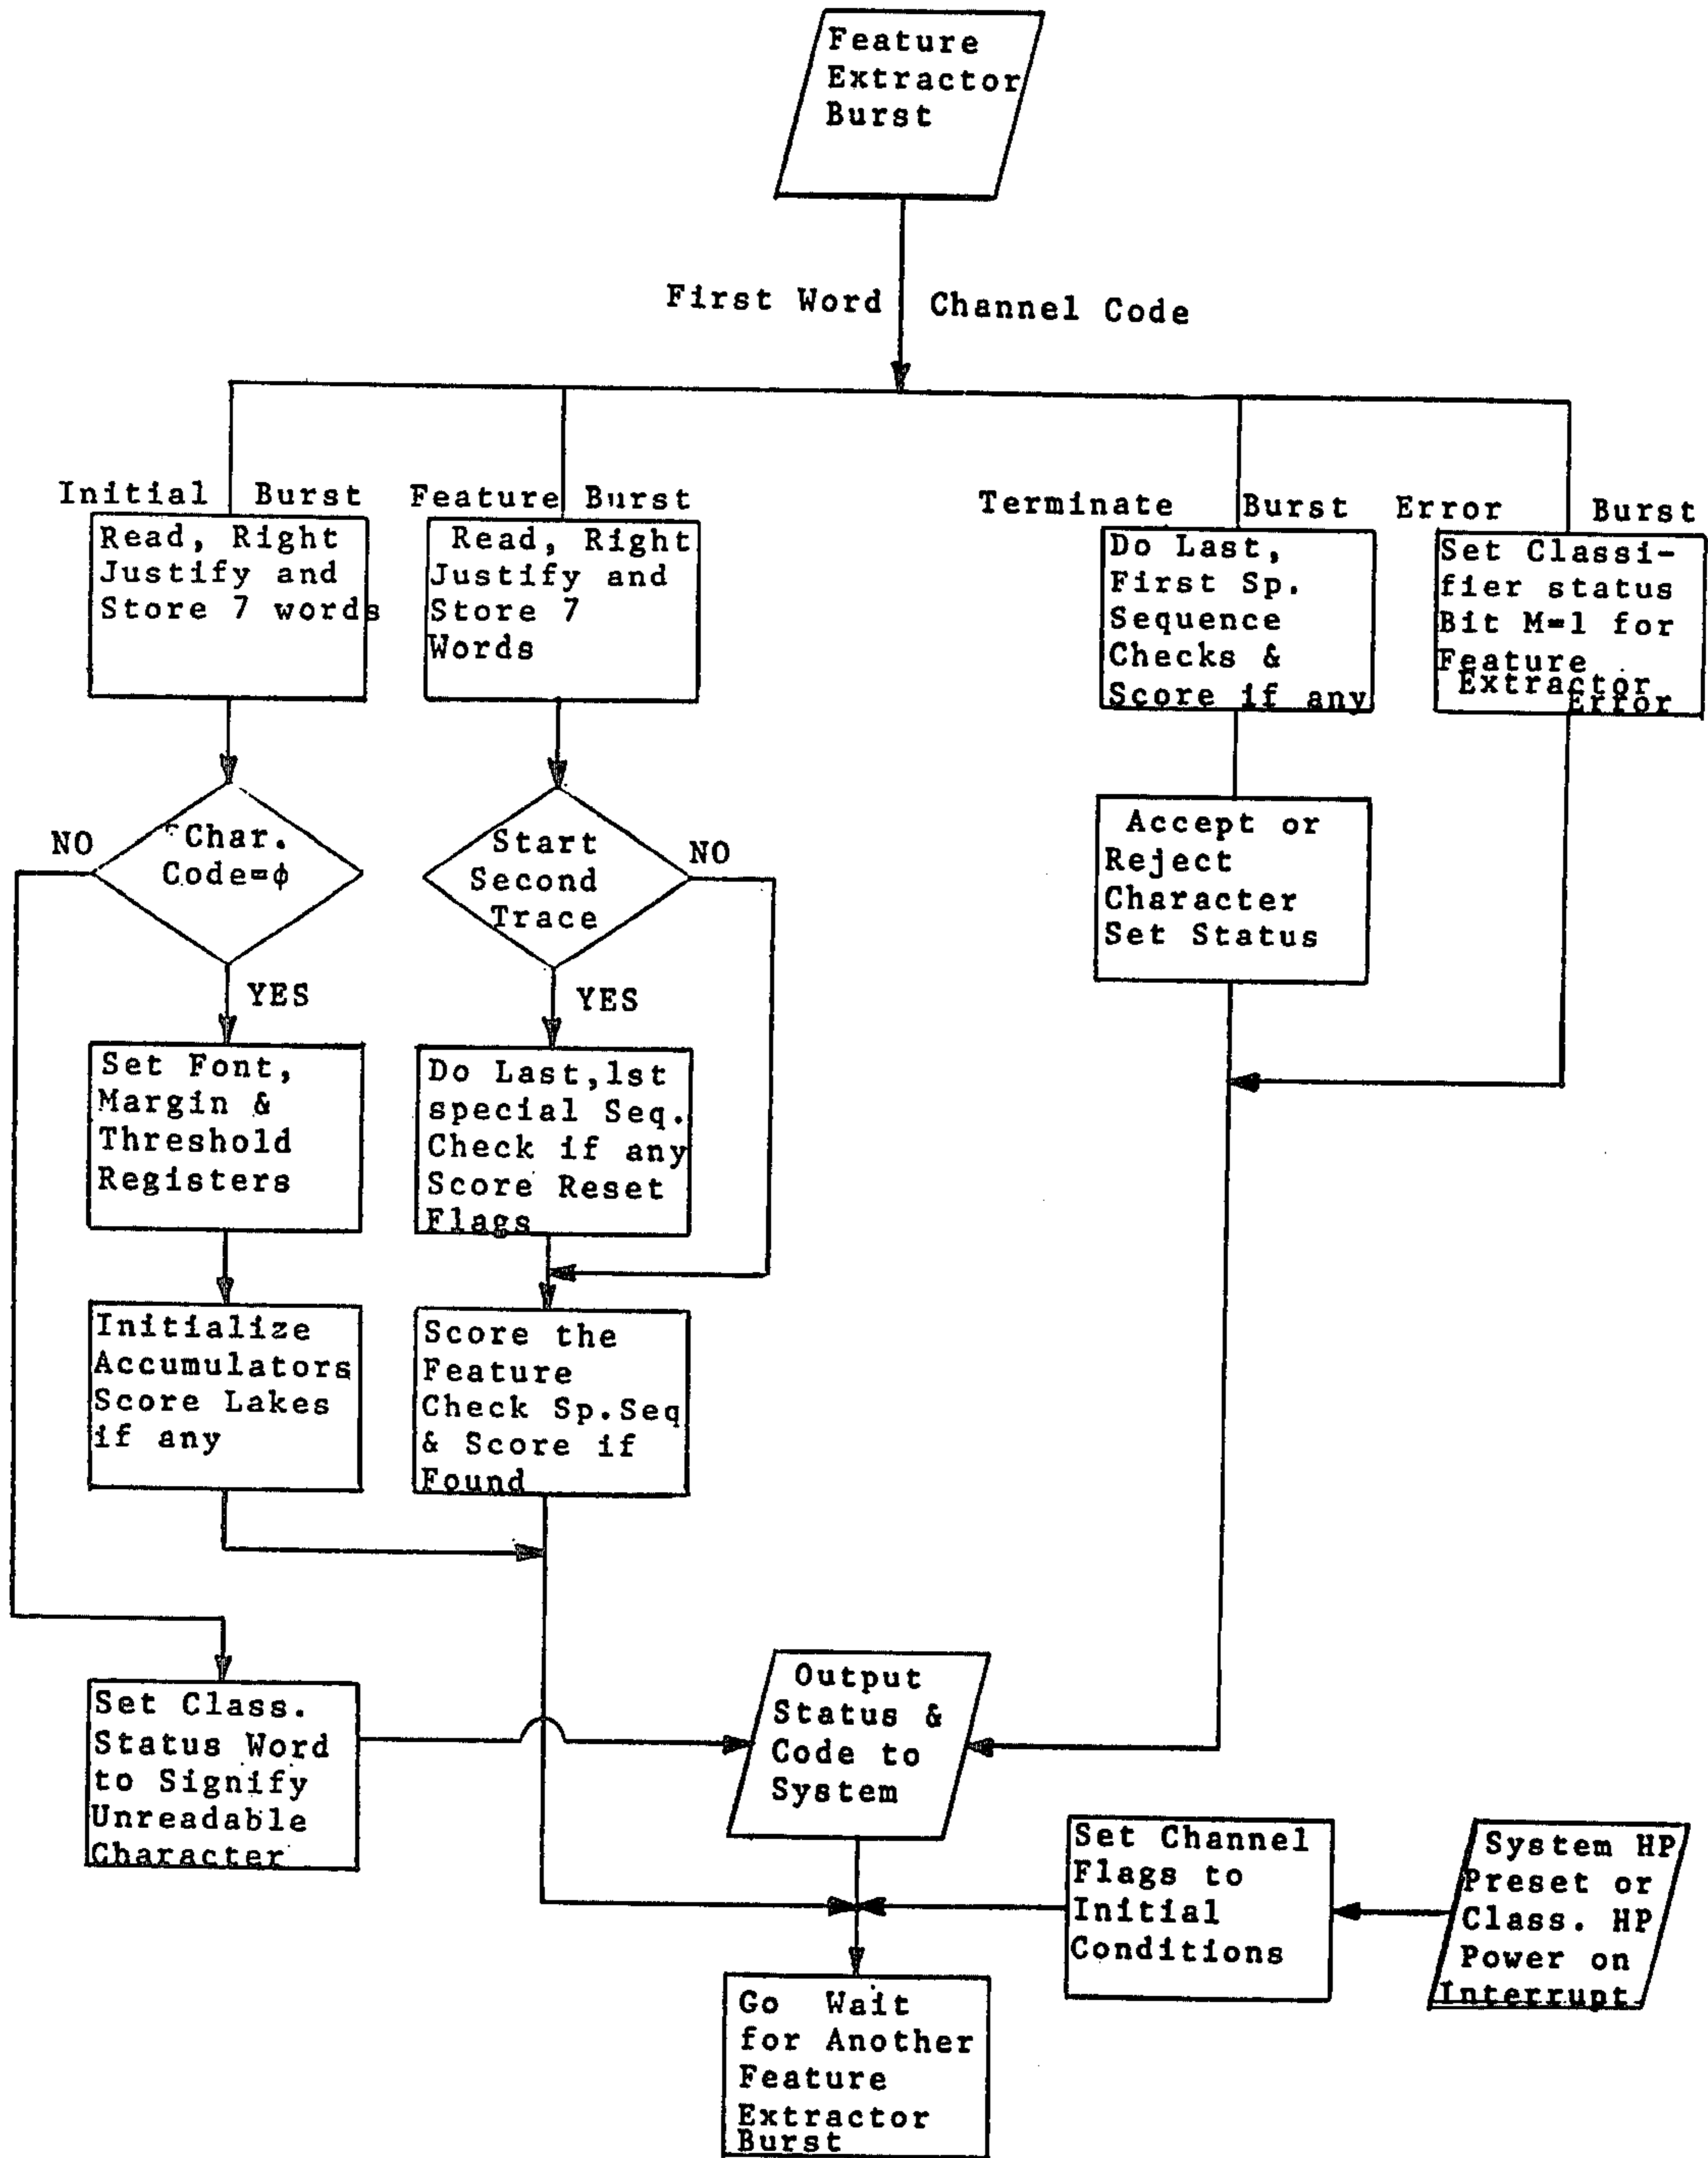 Feature
Extractor
Burst
First Word Channel Code
Initial Burst
Read, Right
Justify and
Store 7 words
Feature Burst
Read, Right
Justify and
Store 7
Words
Terminate Burst
Do Last,
First Sp.
Sequence
Checks &
Score if any
Error Burst
Set Classi-
fier status
Bit M=1 for
Feature
Extractor
Error
Char.
Code=ϕ
NO
YES
Start
Second
Trace
NO
YES
Accept or
Reject
Character
Set Status
Set Font,
Margin &
Threshold
Registers
Do Last,1st
special Seq.
Check if any
Score Reset
Flags
Initialize
Accumulators
Score Lakes
if any
Score the
Feature
Check Sp.Seq
& Score if
Found
Set Class.
Status Word
to Signify
Unreadable
Character
Output
Status &
Code to
System
Set Channel
Flags to
Initial
Conditions
System HP
Preset or
Class. HP
Power on
Interrupt
Go Wait
for Another
Feature
Extractor
Burst